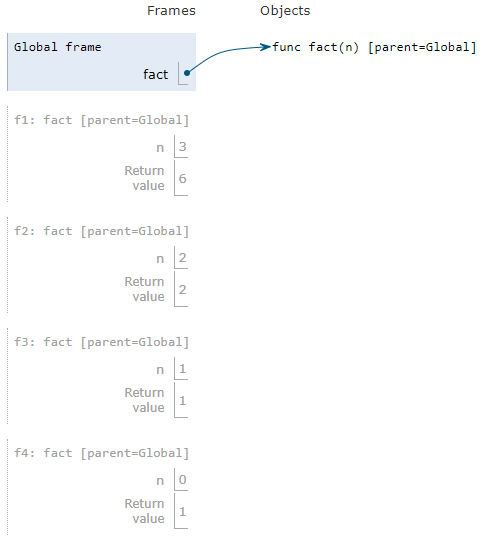 Frames Objects
Global frame func fact(n) [parent=Global]
fact
f1: fact [parent=Global]
n 3
Return
value 6
f2: fact [parent=Global]
n 2
Return
value 2
f3: fact [parent=Global]
n 1
Return
value 1
f4: fact [parent=Global]
n 0
Return
value 1